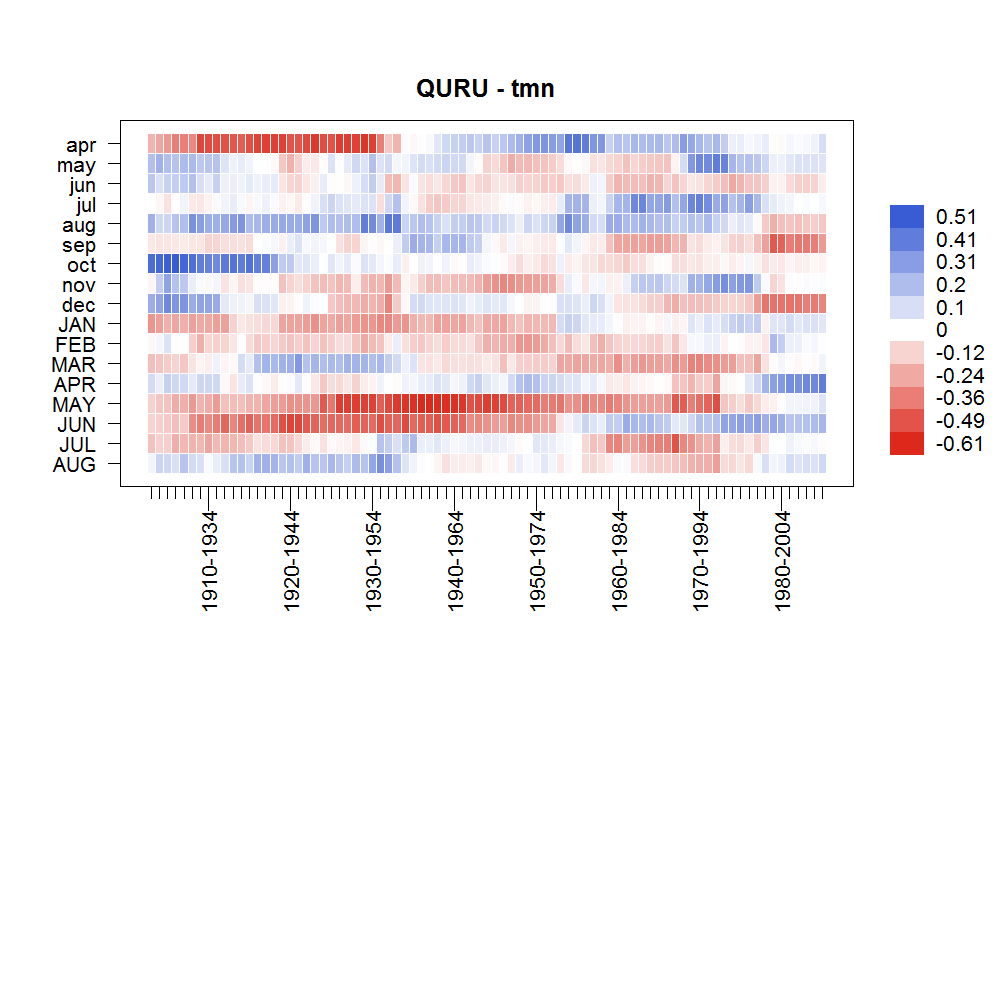 QURU - tmn
apr
may
jun
jul
aug
sep
oct
nov
dec
JAN
FEB
MAR
APR
MAY
JUN
JUL
AUG
1910-1934
1920-1944
1930-1954
1940-1964
1950-1974
1960-1984
1970-1994
1980-2004
0.51
0.41
0.31
0.2
0.1
0
-0.12
-0.24
-0.36
-0.49
-0.61